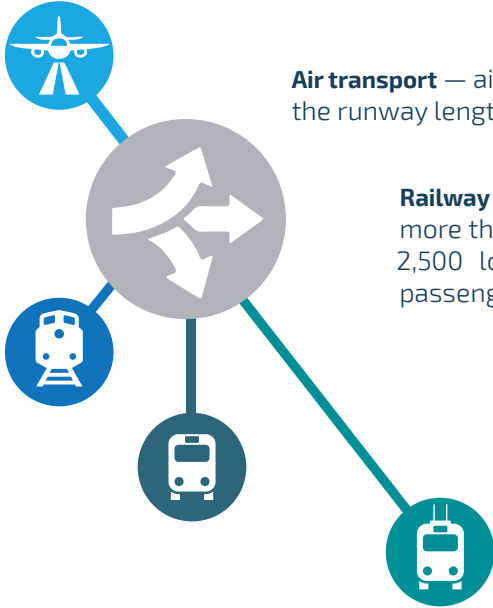 Air transport — ai
the runway lengt
Railway
more th
2,500 lo
passeng